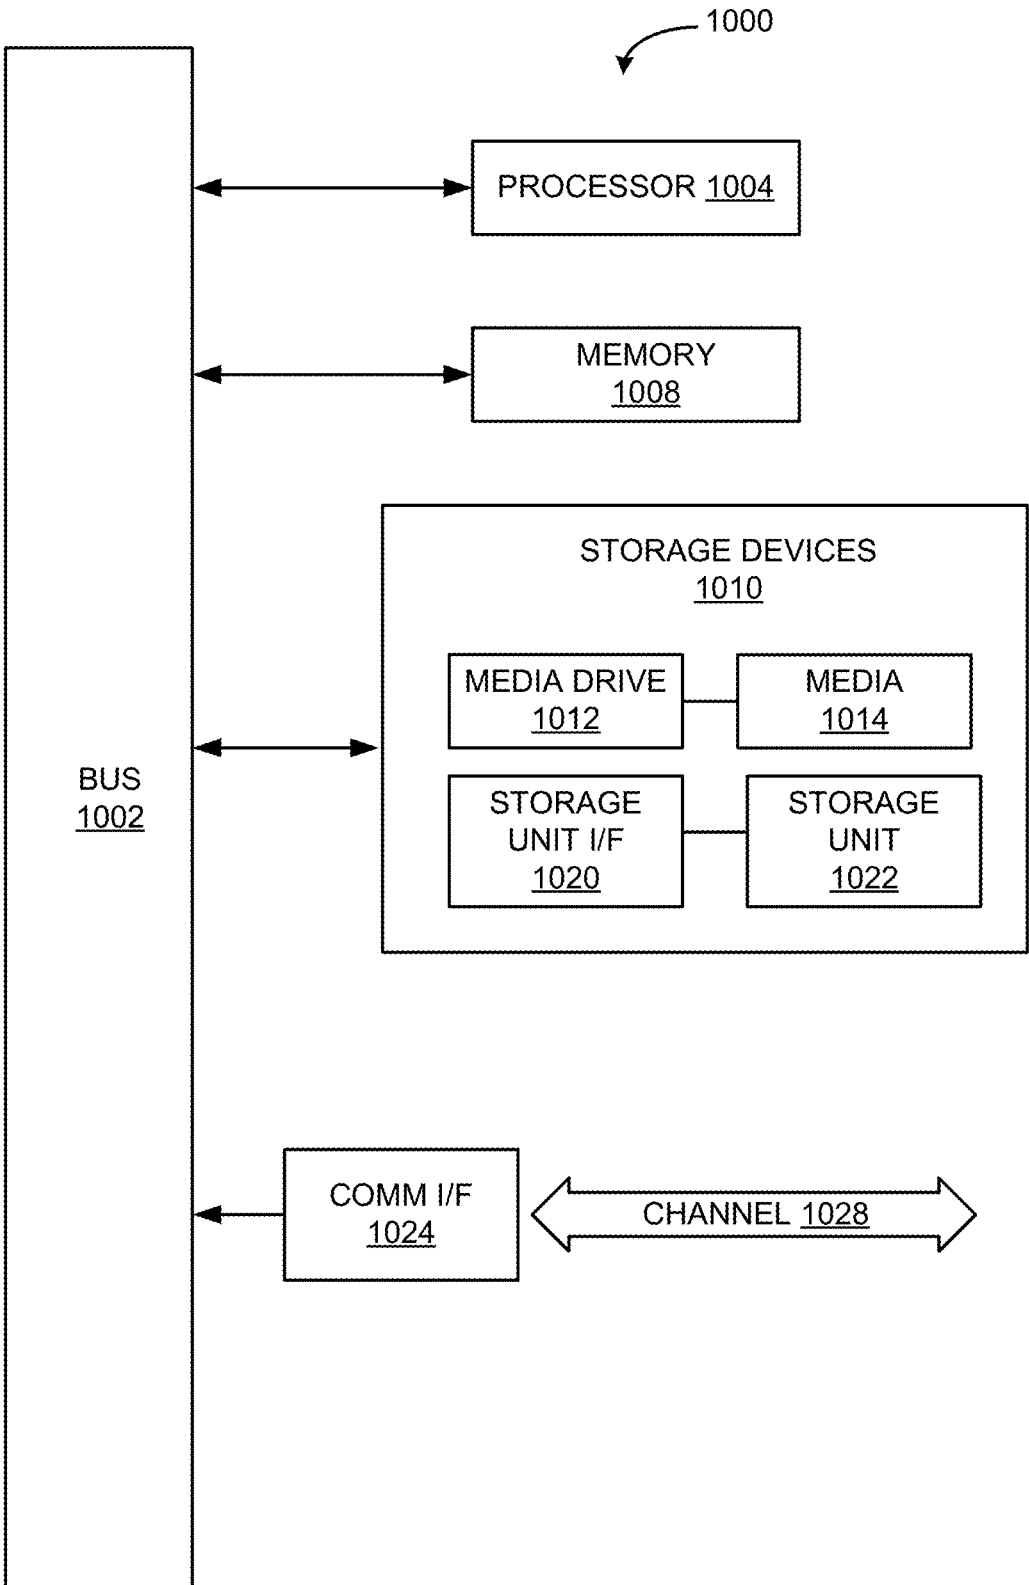 1000
PROCESSOR 1004
MEMORY
1008
STORAGE DEVICES
1010
MEDIA DRIVE
1012
MEDIA
1014
BUS
1002
STORAGE
UNIT I/F
1020
STORAGE
UNIT
1022
COMM I/F
1024
CHANNEL 1028